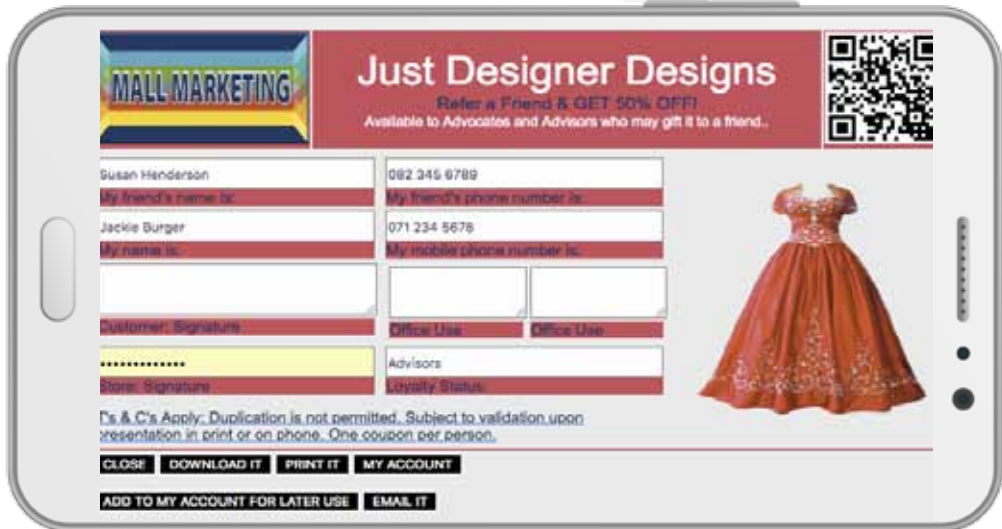 MALL MARKETING
Just Designer Designs
Refer a Friend & GET 50% OFF!
Available to Advocates and Advisors who may gift it to a friend..
Susan Henderson
082 345 6789
My friend's name is:
My friend's phone number is:
Jackie Burger
071 234 5678
My name is:
My mobile phone number is:
Customer: Signature
Office Use
Office Use
••••••••••••••
Advisors
Store: Signature
Loyalty Status:
T's & C's Apply: Duplication is not permitted. Subject to validation upon
presentation in print or on phone. One coupon per person.
CLOSE DOWNLOAD IT PRINT IT MY ACCOUNT
ADD TO MY ACCOUNT FOR LATER USE EMAIL IT